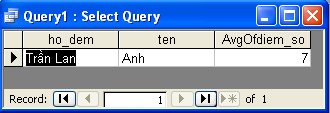 Query1 : Select Query
ho_dem ten AvgOfdiem_so
Trần Lan Anh 7
Record: 1 of 1